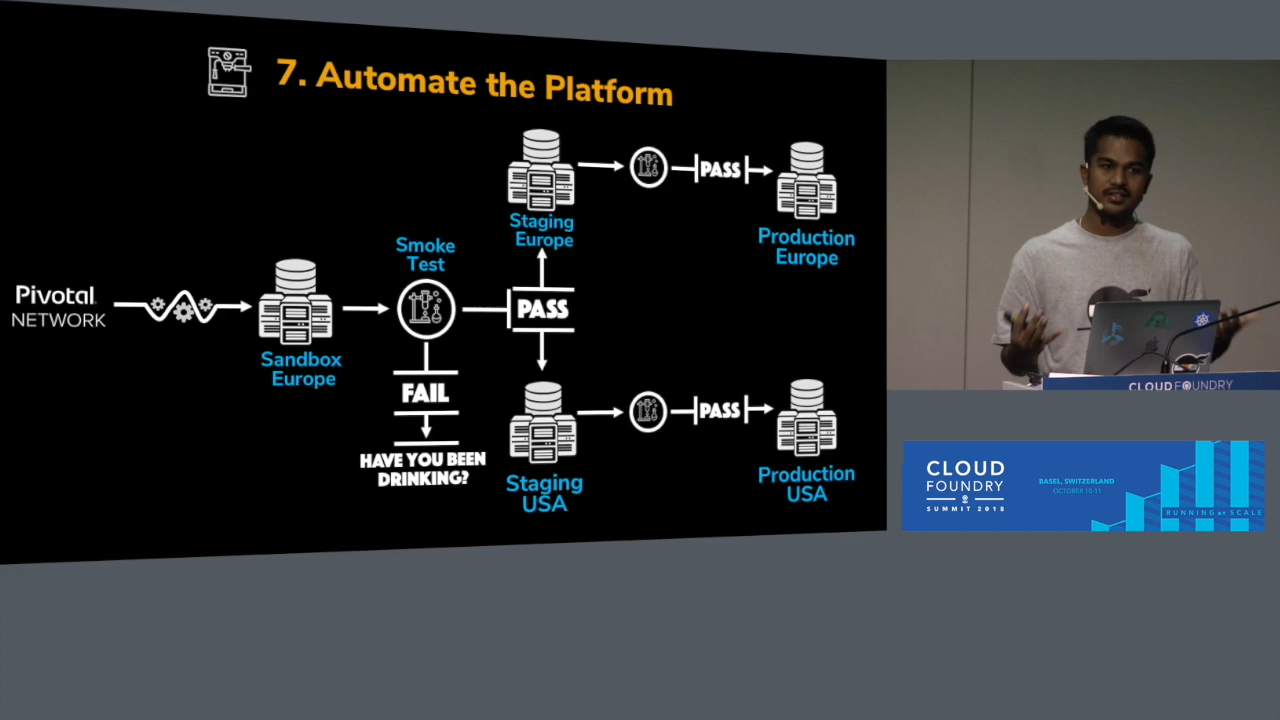 7. Automate the Platform
Pivotal
NETWORK
Sandbox
Europe
Smoke
Test
FAIL
HAVE YOU BEEN
DRINKING?
PASS
Staging
Europe
PASS
Production
Europe
Staging
USA
PASS
Production
USA
CLOUD FOUNDRY
CLOUD
FOUNDRY
SUMMIT 2018
BASEL, SWITZERLAND
OCTOBER 10-11
RUNNING AT SCALE